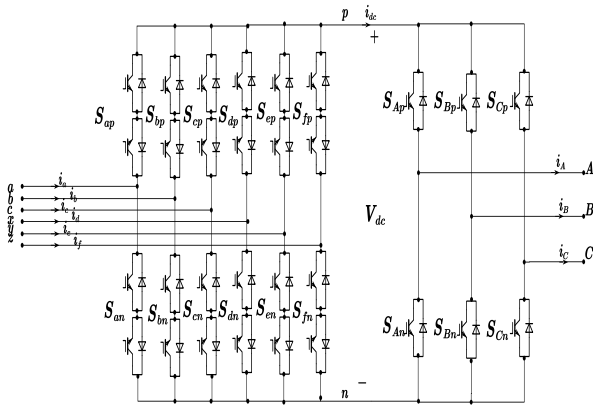 p i_dc
+
S_ap S_bp S_cp S_dp S_ep S_fp S_Ap S_Bp S_Cp
a i_a
b i_b
c i_c
x i_d
y i_e
z i_f
i_A A
V_dc i_B B
i_C C
S_an S_bn S_cn S_dn S_en S_fn S_An S_Bn S_Cn
n −